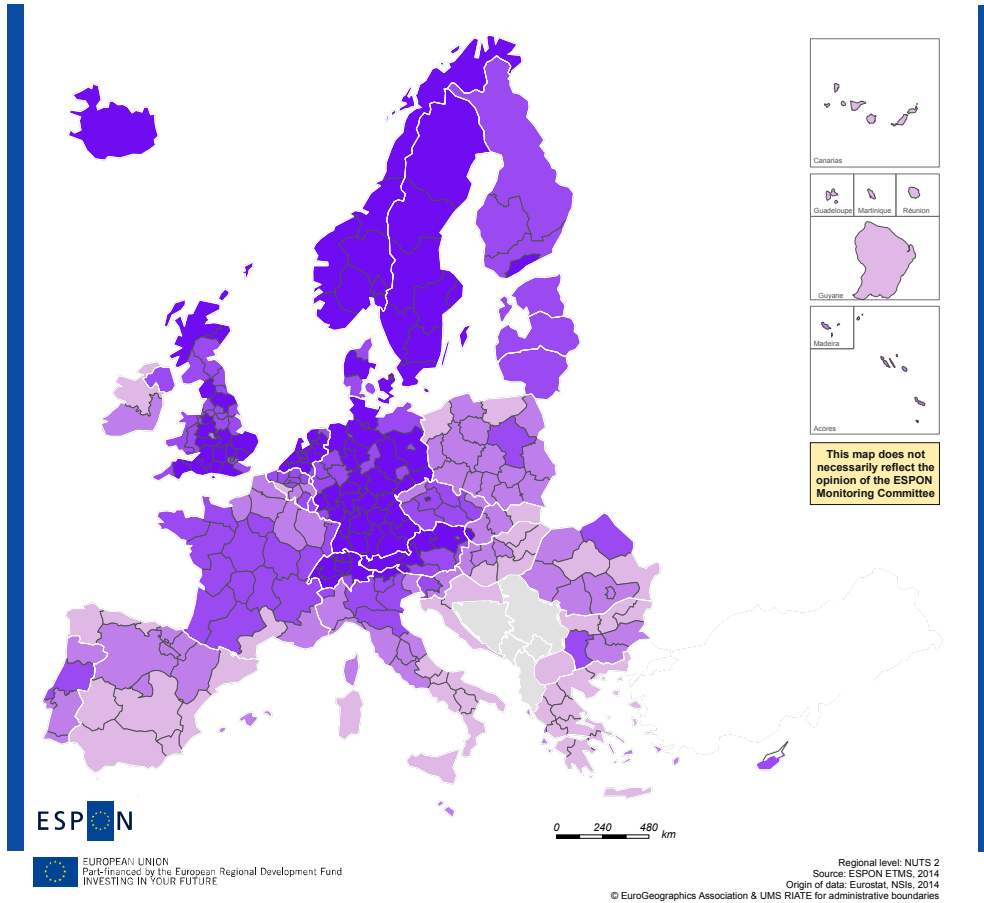 Canarias
Guadeloupe
Martinique
Réunion
Guyane
Madeira
Acores
This map does not
necessarily reflect the
opinion of the ESPON
Monitoring Committee
ESPON
0 240 480 km
EUROPEAN UNION
Part-financed by the European Regional Development Fund
INVESTING IN YOUR FUTURE
Regional level: NUTS 2
Source: ESPON ETMS, 2014
Origin of data: Eurostat, NSIs, 2014
© EuroGeographics Association & UMS RIATE for administrative boundaries